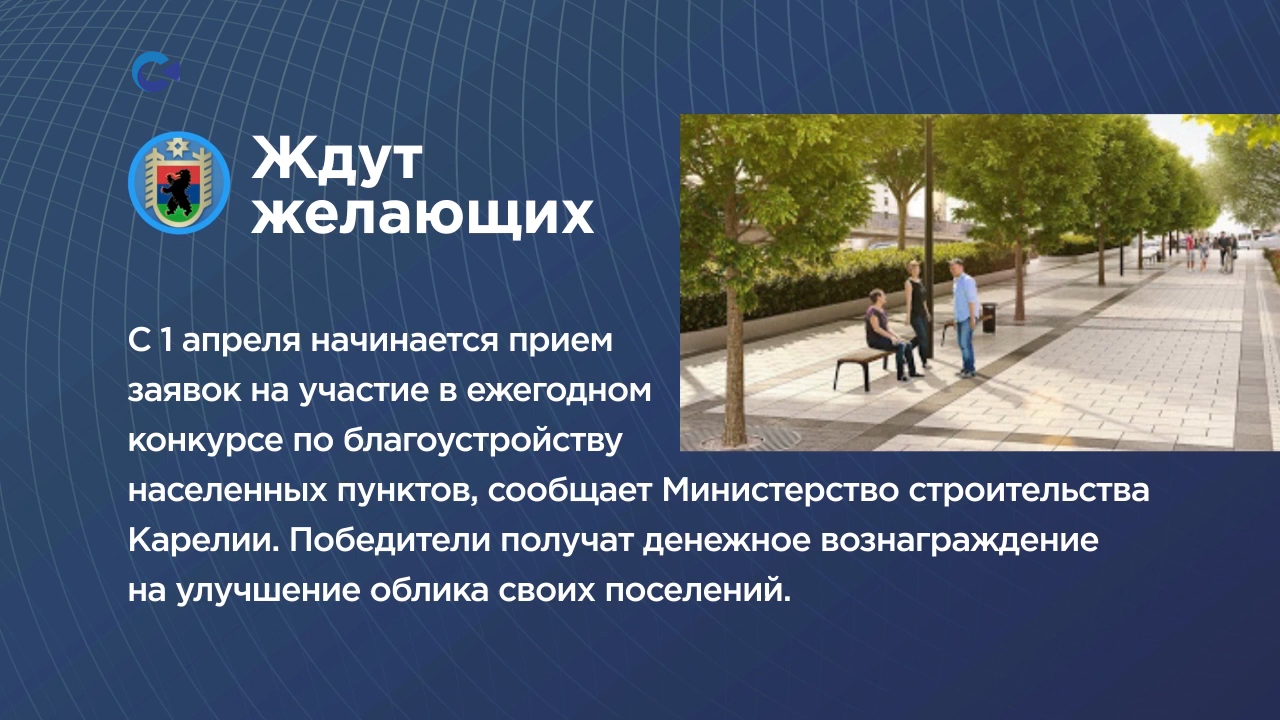 Ждут
желающих
С 1 апреля начинается прием
заявок на участие в ежегодном
конкурсе по благоустройству
населенных пунктов, сообщает Министерство строительства
Карелии. Победители получат денежное вознаграждение
на улучшение облика своих поселений.